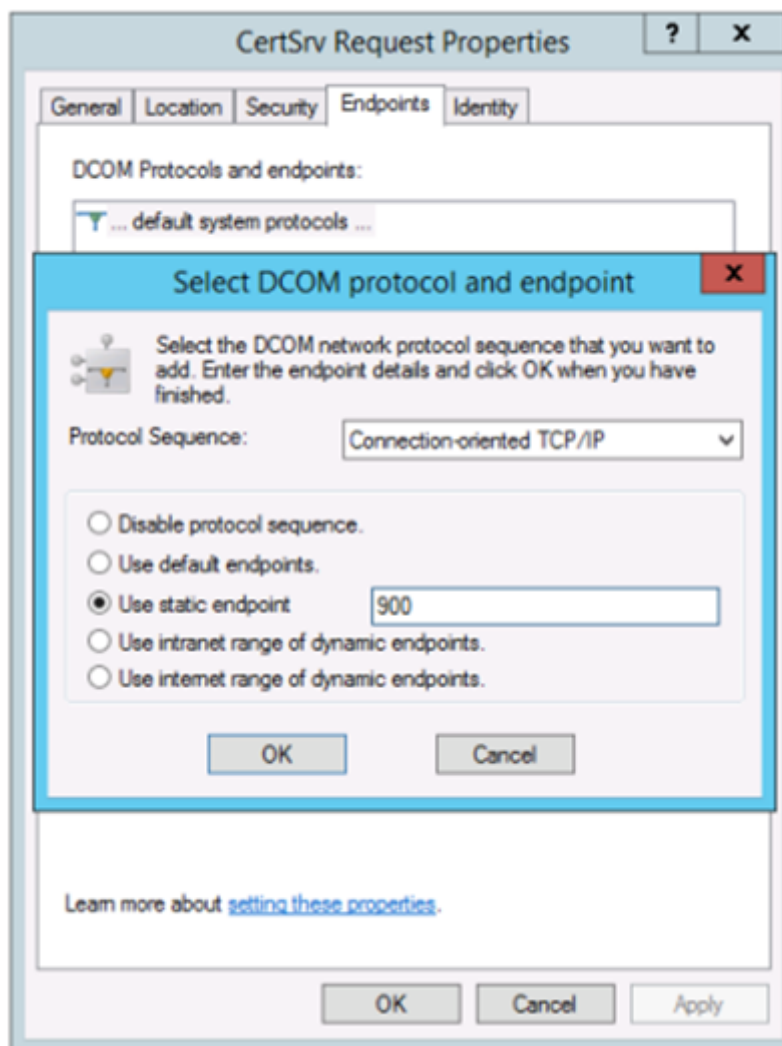 CertSrv Request Properties
? x
General Location Security Endpoints Identity
DCOM Protocols and endpoints:
... default system protocols ...
Select DCOM protocol and endpoint
x
Select the DCOM network protocol sequence that you want to
add. Enter the endpoint details and click OK when you have
finished.
Protocol Sequence: Connection-oriented TCP/IP
Disable protocol sequence.
Use default endpoints.
Use static endpoint 900
Use intranet range of dynamic endpoints.
Use internet range of dynamic endpoints.
OK Cancel
Learn more about setting these properties.
OK Cancel Apply